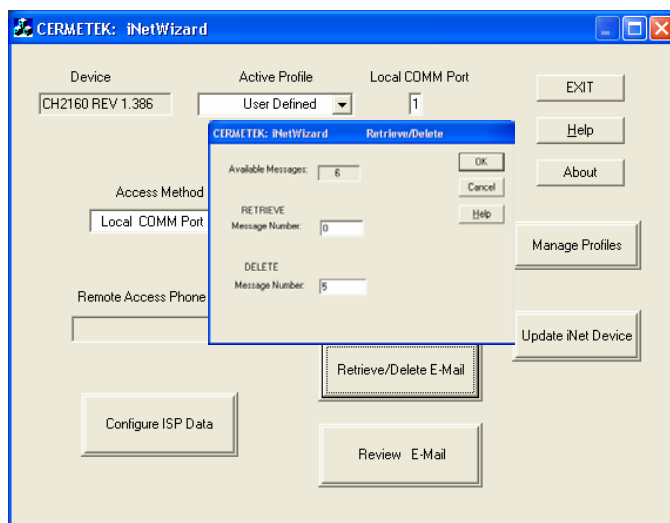 CERMETEK: iNetWizard
Device
Active Profile
Local COMM Port
CH2160 REV 1.386
User Defined
1
EXIT
Help
About
Access Method
Local COMM Port
Remote Access Phone
CERMETEK: iNetWizard Retrieve/Delete
Available Messages: 6
RETRIEVE
Message Number: 0
DELETE
Message Number: 5
OK
Cancel
Help
Manage Profiles
Update iNet Device
Retrieve/Delete E-Mail
Configure ISP Data
Review E-Mail